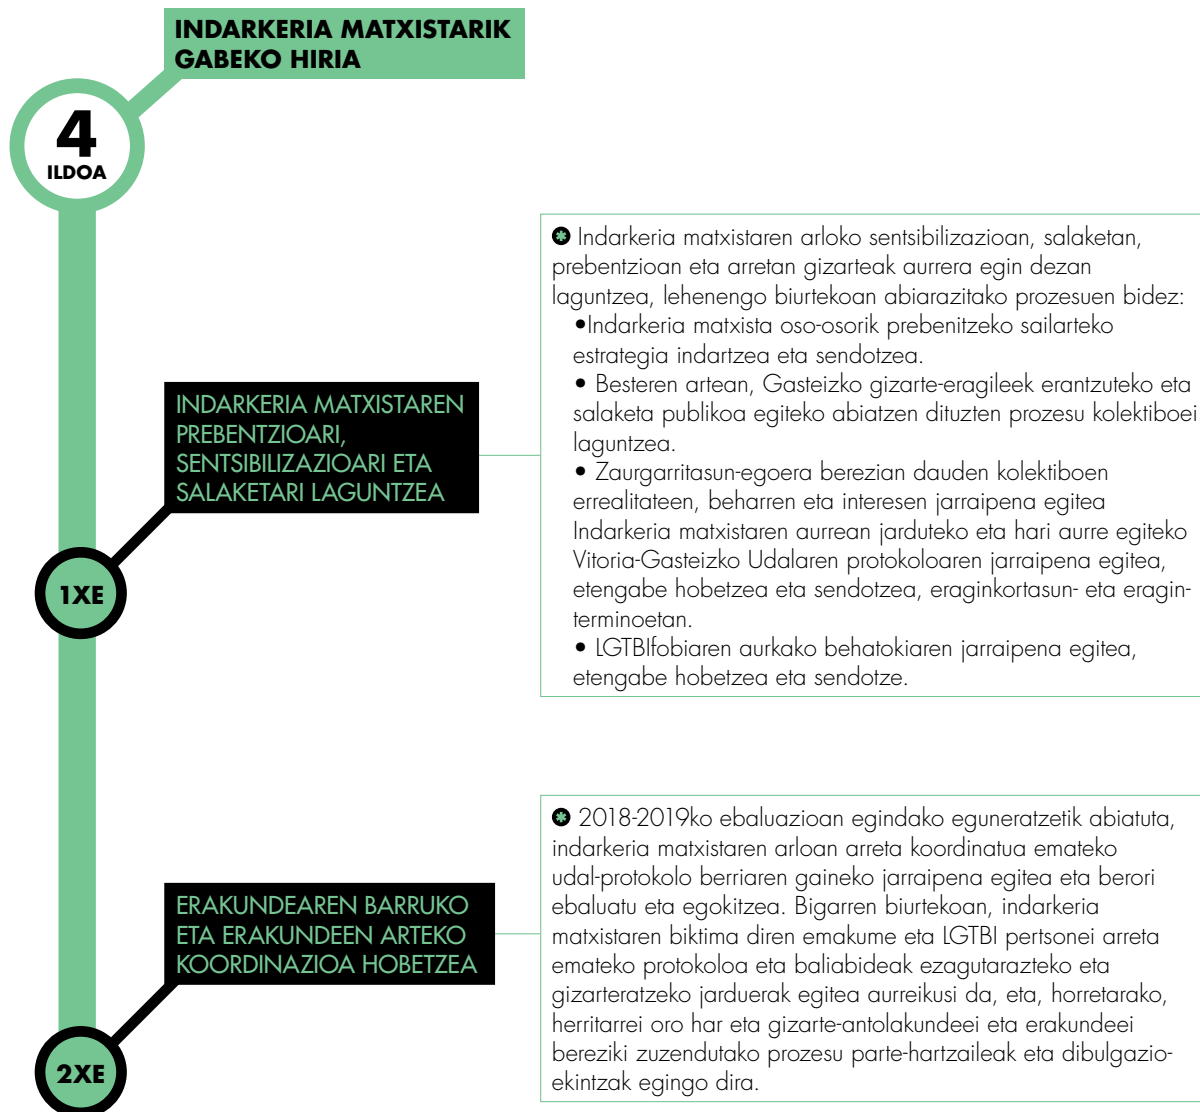 INDARKERIA MATXISTARIK
GABEKO HIRIA
4
ILDOA
INDARKERIA MATXISTAREN
PREBENTZIOARI,
SENTSIBILIZAZIOARI ETA
SALAKETARI LAGUNTZEA
1XE
Indarkeria matxistaren arloko sentsibilizazioan, salaketan,
prebentzioan eta arretan gizarteak aurrera egin dezan
laguntzea, lehenengo biurtekoan abiarazitako prozesuen bidez:
•Indarkeria matxista oso-osorik prebenitzeko sailarteko
estrategia indartzea eta sendotzea.
• Besteren artean, Gasteizko gizarte-eragileek erantzuteko eta
salaketa publikoa egiteko abiatzen dituzten prozesu kolektiboei
laguntzea.
• Zaurgarritasun-egoera berezian dauden kolektiboen
errealitateen, beharren eta interesen jarraipena egitea
Indarkeria matxistaren aurrean jarduteko eta hari aurre egiteko
Vitoria-Gasteizko Udalaren protokoloaren jarraipena egitea,
etengabe hobetzea eta sendotzea, eraginkortasun- eta eragin-
terminoetan.
• LGTBIfobiaren aurkako behatokiaren jarraipena egitea,
etengabe hobetzea eta sendotze.
ERAKUNDEAREN BARRUKO
ETA ERAKUNDEEN ARTEKO
KOORDINAZIOA HOBETZEA
2XE
2018-2019ko ebaluazioan egindako eguneratzetik abiatuta,
indarkeria matxistaren arloan arreta koordinatua emateko
udal-protokolo berriaren gaineko jarraipena egitea eta berori
ebaluatu eta egokitzea. Bigarren biurtekoan, indarkeria
matxistaren biktima diren emakume eta LGTBI pertsonei arreta
emateko protokoloa eta baliabideak ezagutarazteko eta
gizarteratzeko jarduerak egitea aurreikusi da, eta, horretarako,
herritarrei oro har eta gizarte-antolakundeei eta erakundeei
bereziki zuzendutako prozesu parte-hartzaileak eta dibulgazio-
ekintzak egingo dira.